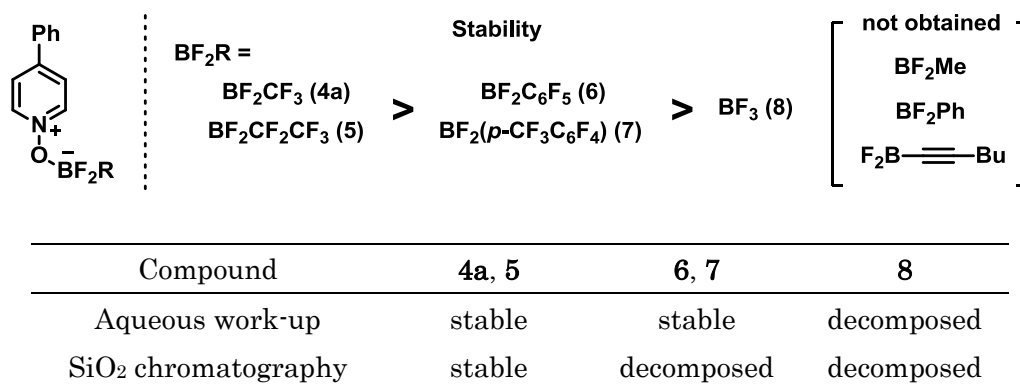 Ph
N+
O
BF2R
−
BF2R =
Stability
BF2CF3 (4a)
BF2CF2CF3 (5)
>
BF2C6F5 (6)
BF2(p-CF3C6F4) (7)
>
BF3 (8)
not obtained
BF2Me
BF2Ph
F2B Bu
Compound 4a, 5 6, 7 8
Aqueous work-up stable stable decomposed
SiO2 chromatography stable decomposed decomposed